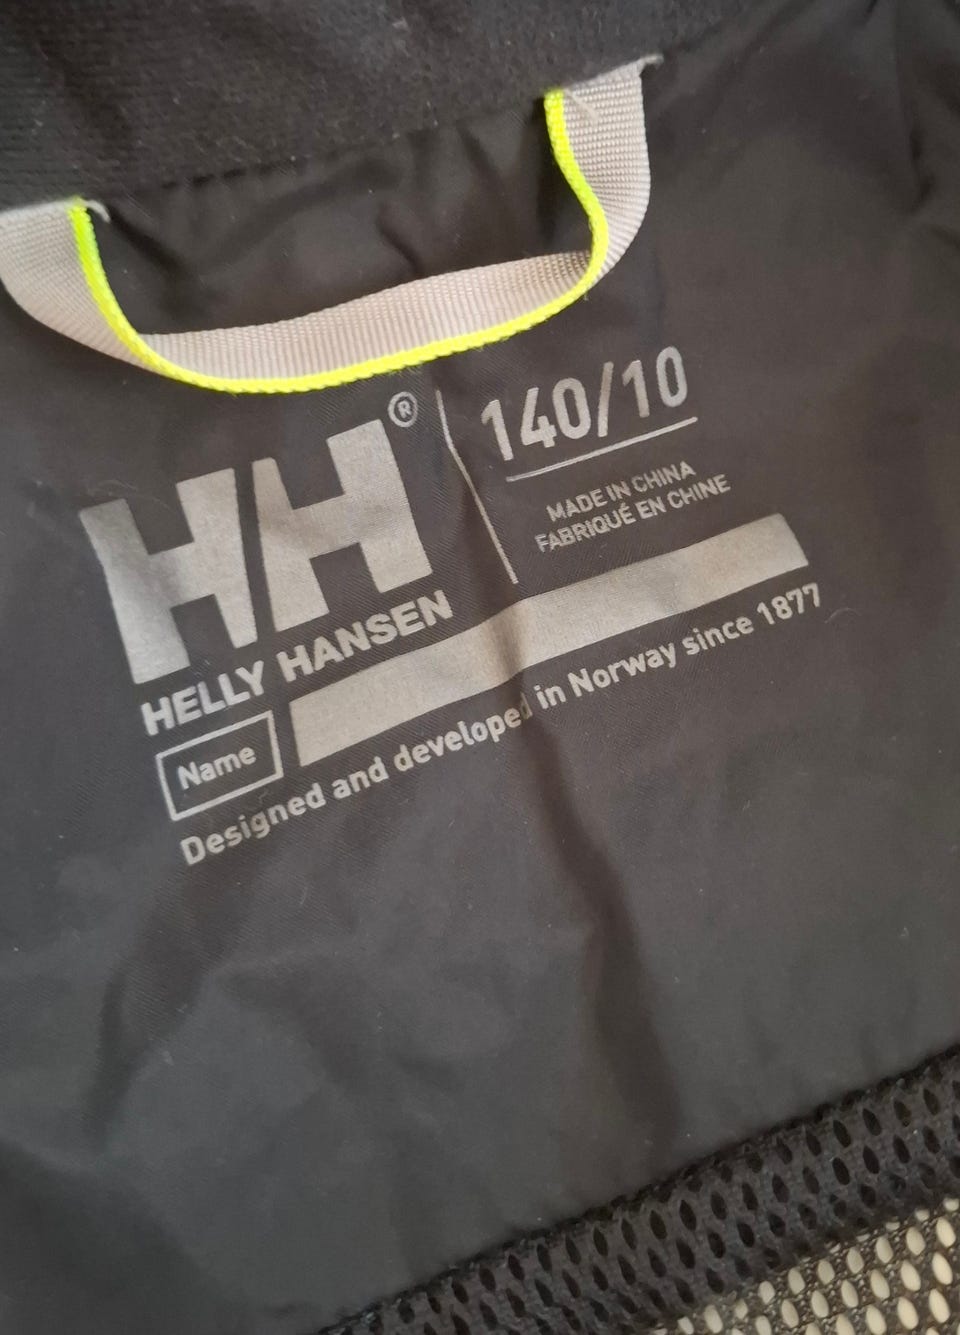 HH®
HELLY HANSEN
140/10
MADE IN CHINA
FABRIQUÉ EN CHINE
Name
Designed and developed in Norway since 1877